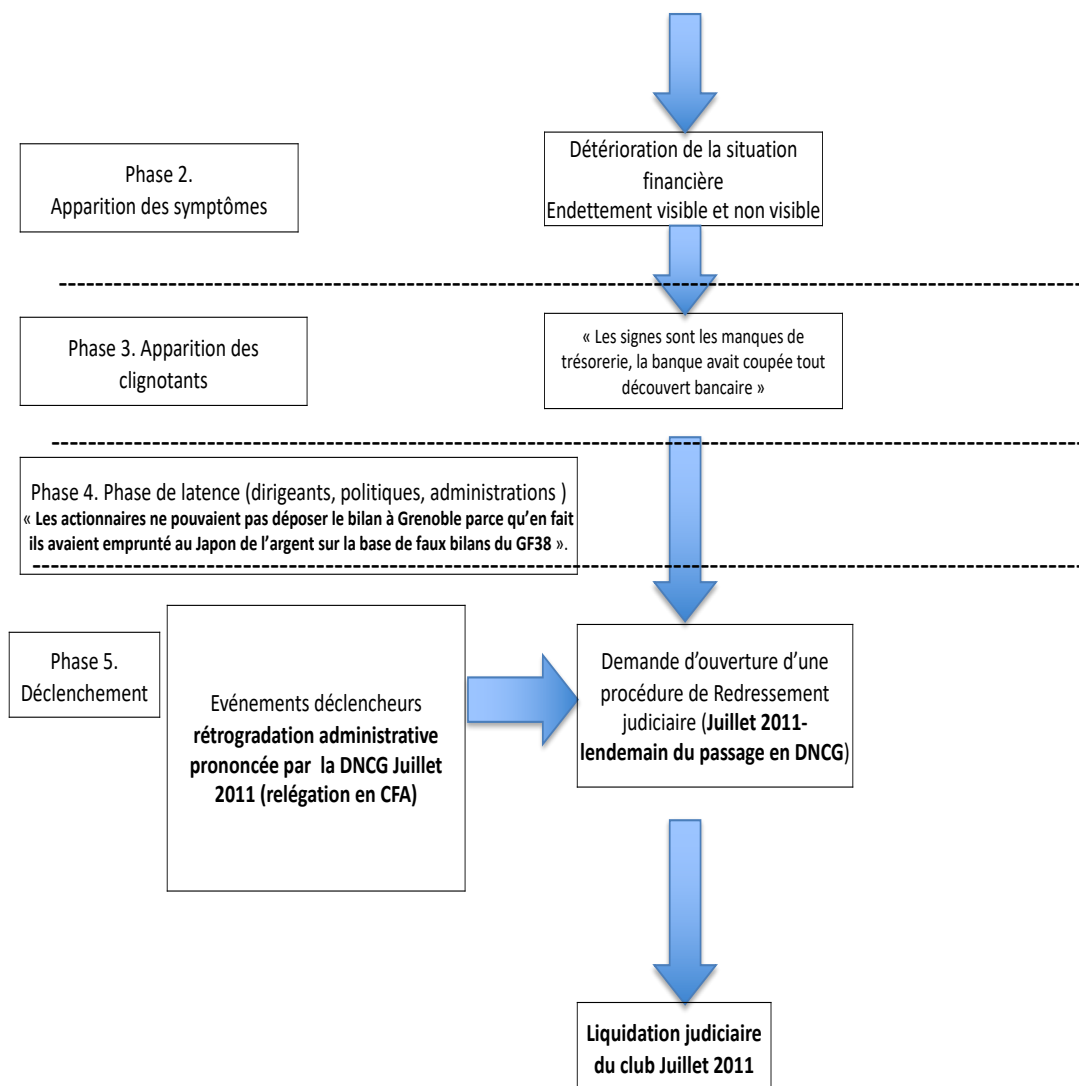 Phase 2.
Apparition des symptômes
Détérioration de la situation
financière
Endettement visible et non visible
Phase 3. Apparition des
clignotants
« Les signes sont les manques de
trésorerie, la banque avait coupée tout
découvert bancaire »
Phase 4. Phase de latence (dirigeants, politiques, administrations )
« Les actionnaires ne pouvaient pas déposer le bilan à Grenoble parce qu’en fait
ils avaient emprunté au Japon de l’argent sur la base de faux bilans du GF38 ».
Phase 5.
Déclenchement
Evénements déclencheurs
rétrogradation administrative
prononcée par la DNCG Juillet
2011 (relégation en CFA)
Demande d’ouverture d’une
procédure de Redressement
judiciaire (Juillet 2011-
lendemain du passage en DNCG)
Liquidation judiciaire
du club Juillet 2011